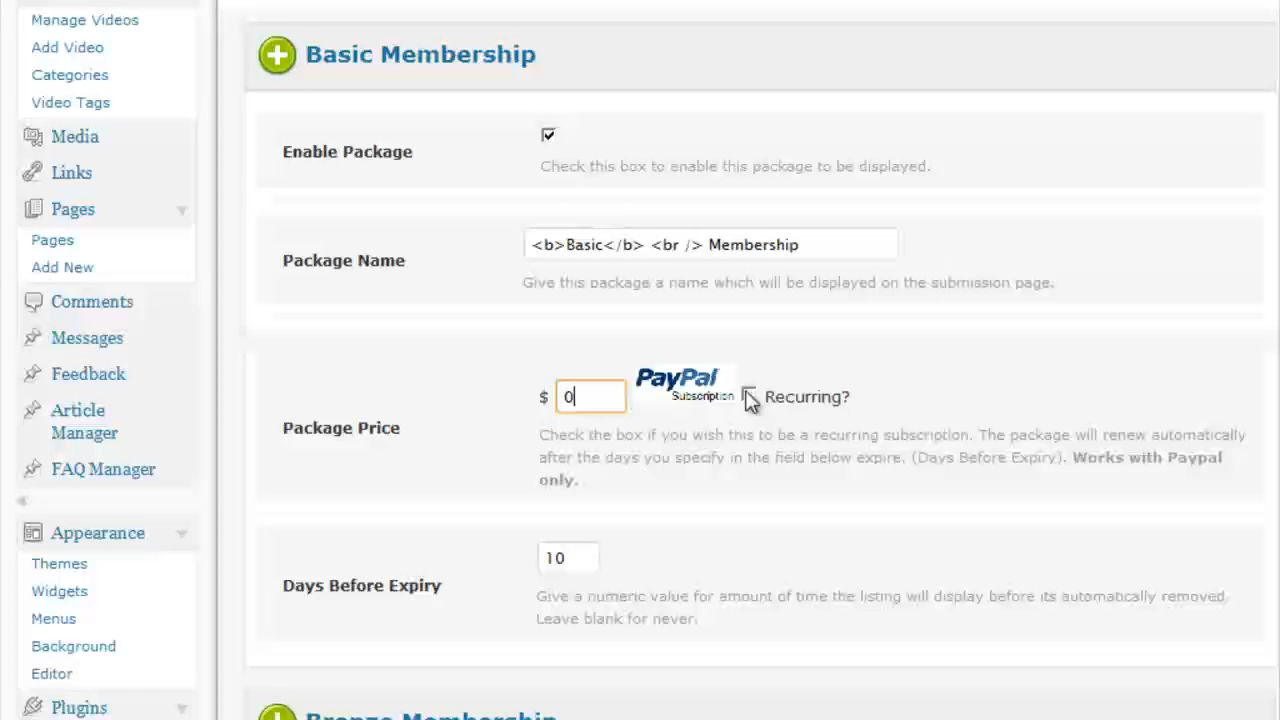 Manage Videos
Add Video
Categories
Video Tags
Media
Links
Pages
Pages
Add New
Comments
Messages
Feedback
Article
Manager
FAQ Manager
Appearance
Themes
Widgets
Menus
Background
Editor
Plugins
Basic Membership
Enable Package
Check this box to enable this package to be displayed.
Package Name
<b>Basic</b> <br /> Membership
Give this package a name which will be displayed on the submission page.
Package Price
$ 0 PayPal Subscription Recurring?
Check the box if you wish this to be a recurring subscription. The package will renew automatically
after the days you specify in the field below expire. (Days Before Expiry). Works with Paypal
only.
Days Before Expiry
10
Give a numeric value for amount of time the listing will display before its automatically removed.
Leave blank for never.
Bronze Membership